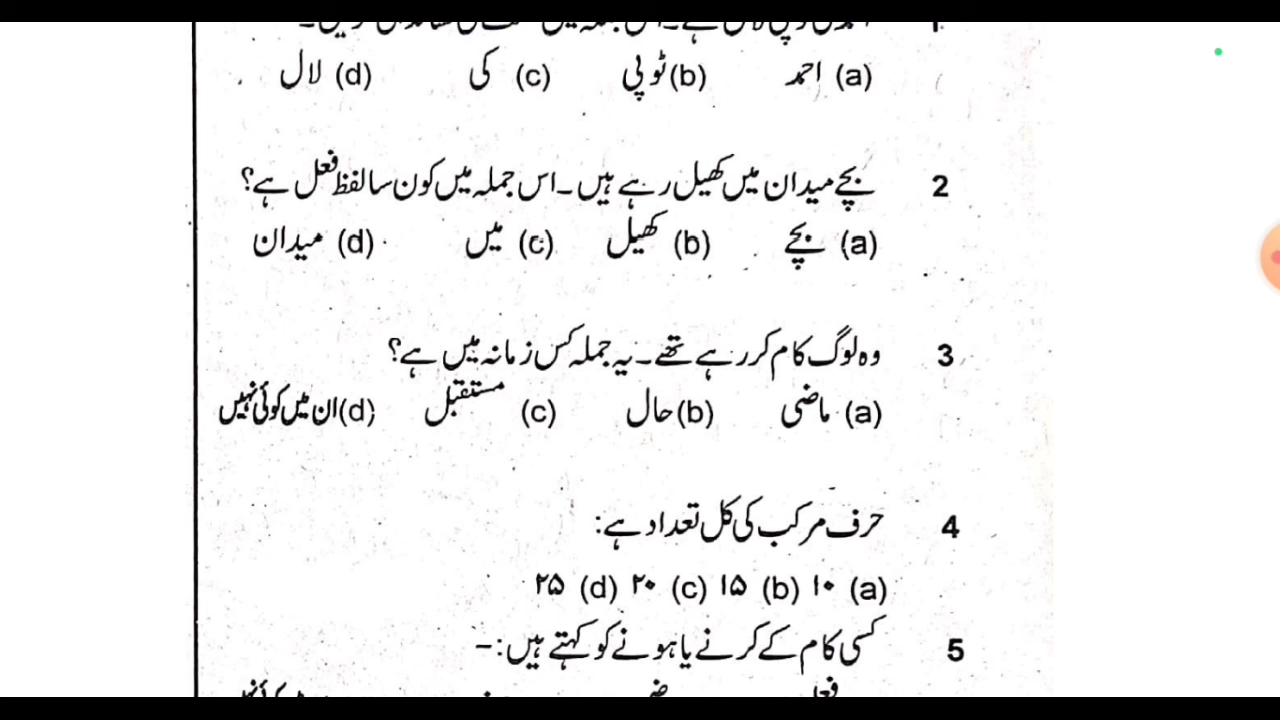 1
(a) احمد (b) ٹوپی (c) کی (d) لال
2 بچے میدان میں کھیل رہے ہیں ۔ اس جملہ میں کون سا لفظ فعل ہے؟
(a) بچے (b) کھیل (c) میں (d) میدان
3 وہ لوگ کام کر رہے تھے ۔ یہ جملہ کس زمانہ میں ہے؟
(a) ماضی (b) حال (c) مستقبل (d) ان میں کوئی نہیں
4 حرف مرکب کی کل تعداد ہے:
(a) ۱۰ (b) ۱۵ (c) ۲۰ (d) ۲۵
5 کسی کام کے کرنے یا ہونے کو کہتے ہیں:–